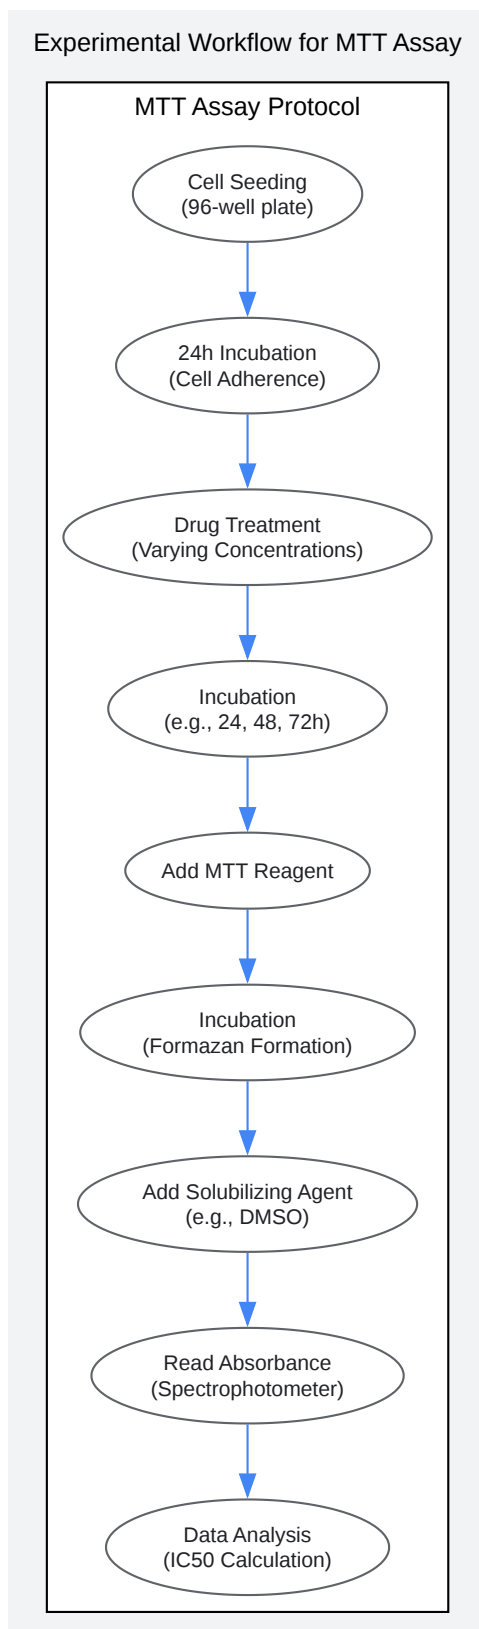 Experimental Workflow for MTT Assay
MTT Assay Protocol
Cell Seeding
(96-well plate)
24h Incubation
(Cell Adherence)
Drug Treatment
(Varying Concentrations)
Incubation
(e.g., 24, 48, 72h)
Add MTT Reagent
Incubation
(Formazan Formation)
Add Solubilizing Agent
(e.g., DMSO)
Read Absorbance
(Spectrophotometer)
Data Analysis
(IC50 Calculation)